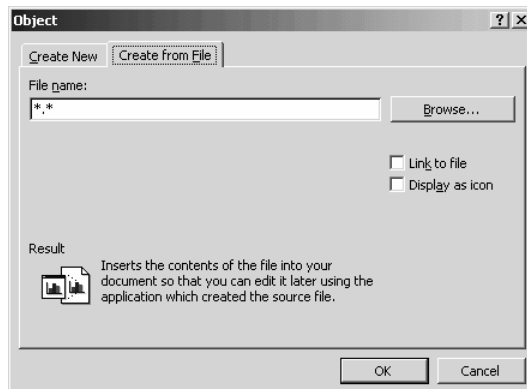 Object
Create New Create from File
File name:
*.*
Browse...
Link to file
Display as icon
Result
Inserts the contents of the file into your
document so that you can edit it later using the
application which created the source file.
OK Cancel